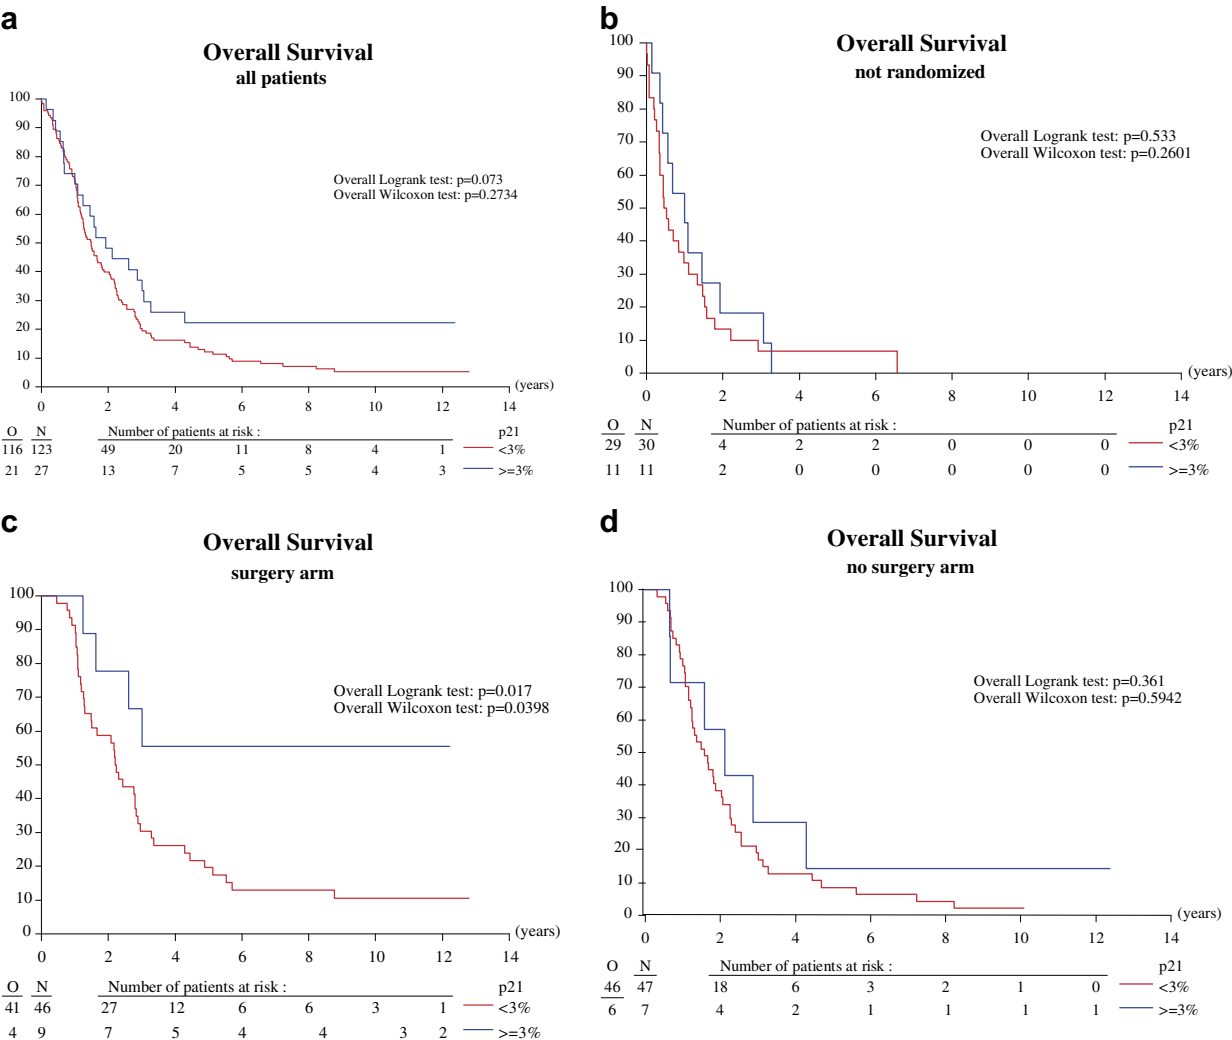 a
Overall Survival
all patients
100
90
80
70
60
50
40
30
20
10
0
Overall Logrank test: p=0.073
Overall Wilcoxon test: p=0.2734
0 2 4 6 8 10 12 14 (years)
O N Number of patients at risk : p21
116 123 49 20 11 8 4 1 <3%
21 27 13 7 5 5 4 3 >=3%
b
Overall Survival
not randomized
100
90
80
70
60
50
40
30
20
10
0
Overall Logrank test: p=0.533
Overall Wilcoxon test: p=0.2601
0 2 4 6 8 10 12 14 (years)
O N Number of patients at risk : p21
29 30 4 2 2 0 0 0 <3%
11 11 2 0 0 0 0 0 >=3%
c
Overall Survival
surgery arm
100
90
80
70
60
50
40
30
20
10
0
Overall Logrank test: p=0.017
Overall Wilcoxon test: p=0.0398
0 2 4 6 8 10 12 14 (years)
O N Number of patients at risk : p21
41 46 27 12 6 6 3 1 <3%
4 9 7 5 4 4 3 2 >=3%
d
Overall Survival
no surgery arm
100
90
80
70
60
50
40
30
20
10
0
Overall Logrank test: p=0.361
Overall Wilcoxon test: p=0.5942
0 2 4 6 8 10 12 14 (years)
O N Number of patients at risk : p21
46 47 18 6 3 2 1 0 <3%
6 7 4 2 1 1 1 1 >=3%